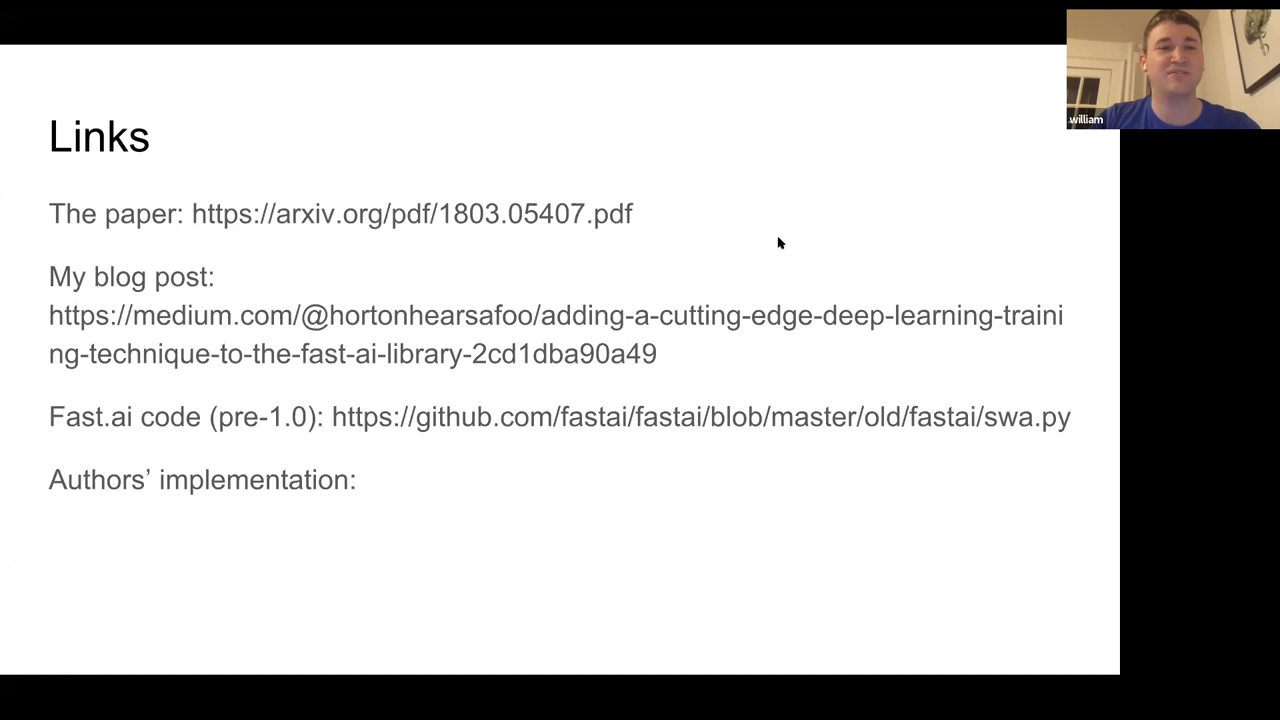 william
Links
The paper: https://arxiv.org/pdf/1803.05407.pdf
My blog post:
https://medium.com/@hortonhearsafoo/adding-a-cutting-edge-deep-learning-traini
ng-technique-to-the-fast-ai-library-2cd1dba90a49
Fast.ai code (pre-1.0): https://github.com/fastai/fastai/blob/master/old/fastai/swa.py
Authors’ implementation: